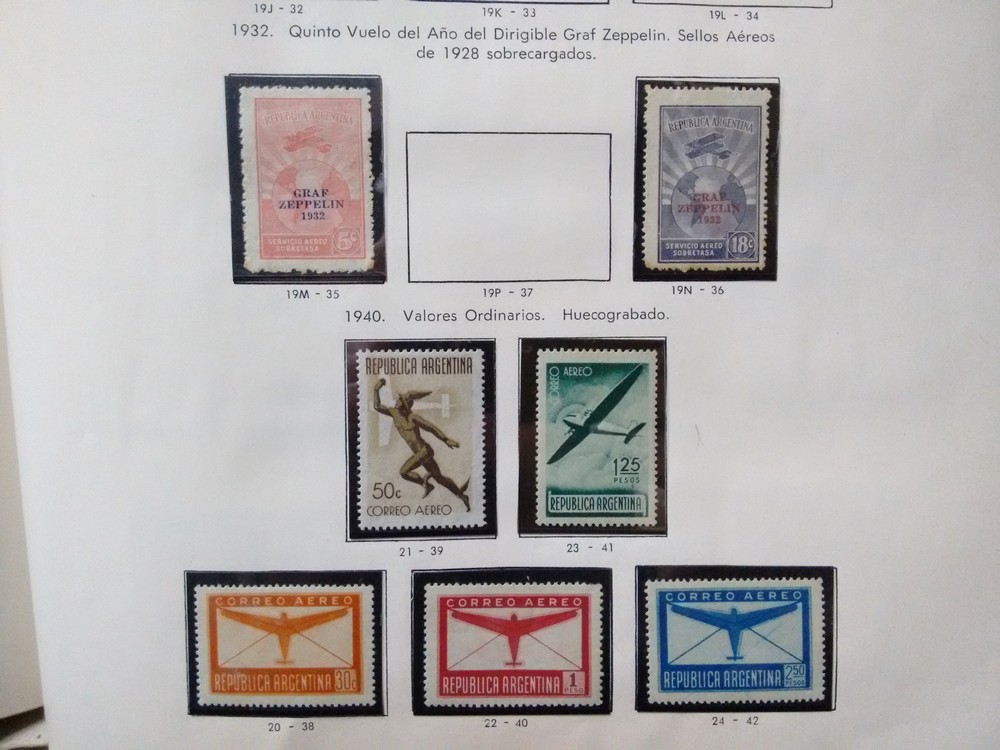 19J - 32
19K - 33
19L - 34
1932. Quinto Vuelo del Año del Dirigible Graf Zeppelin. Sellos Aéreos
de 1928 sobrecargados.
REPUBLICA ARGENTINA
GRAF
ZEPPELIN
1932
SERVICIO AEREO
SOBRETASA
5c
REPUBLICA ARGENTINA
GRAF
ZEPPELIN
1932
SERVICIO AEREO
SOBRETASA
18c
19M - 35
19P - 37
19N - 36
1940. Valores Ordinarios. Huecograbado.
REPUBLICA ARGENTINA
50c
CORREO AEREO
CORREO AEREO
1.25
PESOS
REPUBLICA ARGENTINA
21 - 39
23 - 41
CORREO AEREO
REPUBLICA ARGENTINA 30c
CORREO AEREO
REPUBLICA ARGENTINA 1
PESO
CORREO AEREO
REPUBLICA ARGENTINA 2.50
PESOS
20 - 38
22 - 40
24 - 42